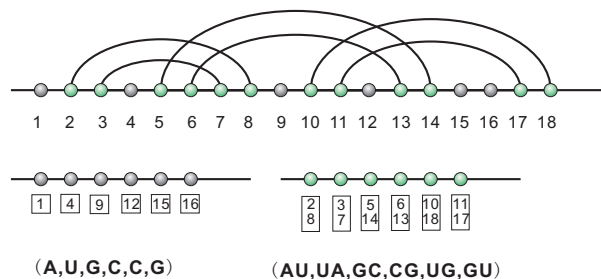 1 2 3 4 5 6 7 8 9 10 11 12 13 14 15 16 17 18
1 4 9 12 15 16
2 3 5 6 10 11
8 7 14 13 18 17
(A,U,G,C,C,G)
(AU,UA,GC,CG,UG,GU)